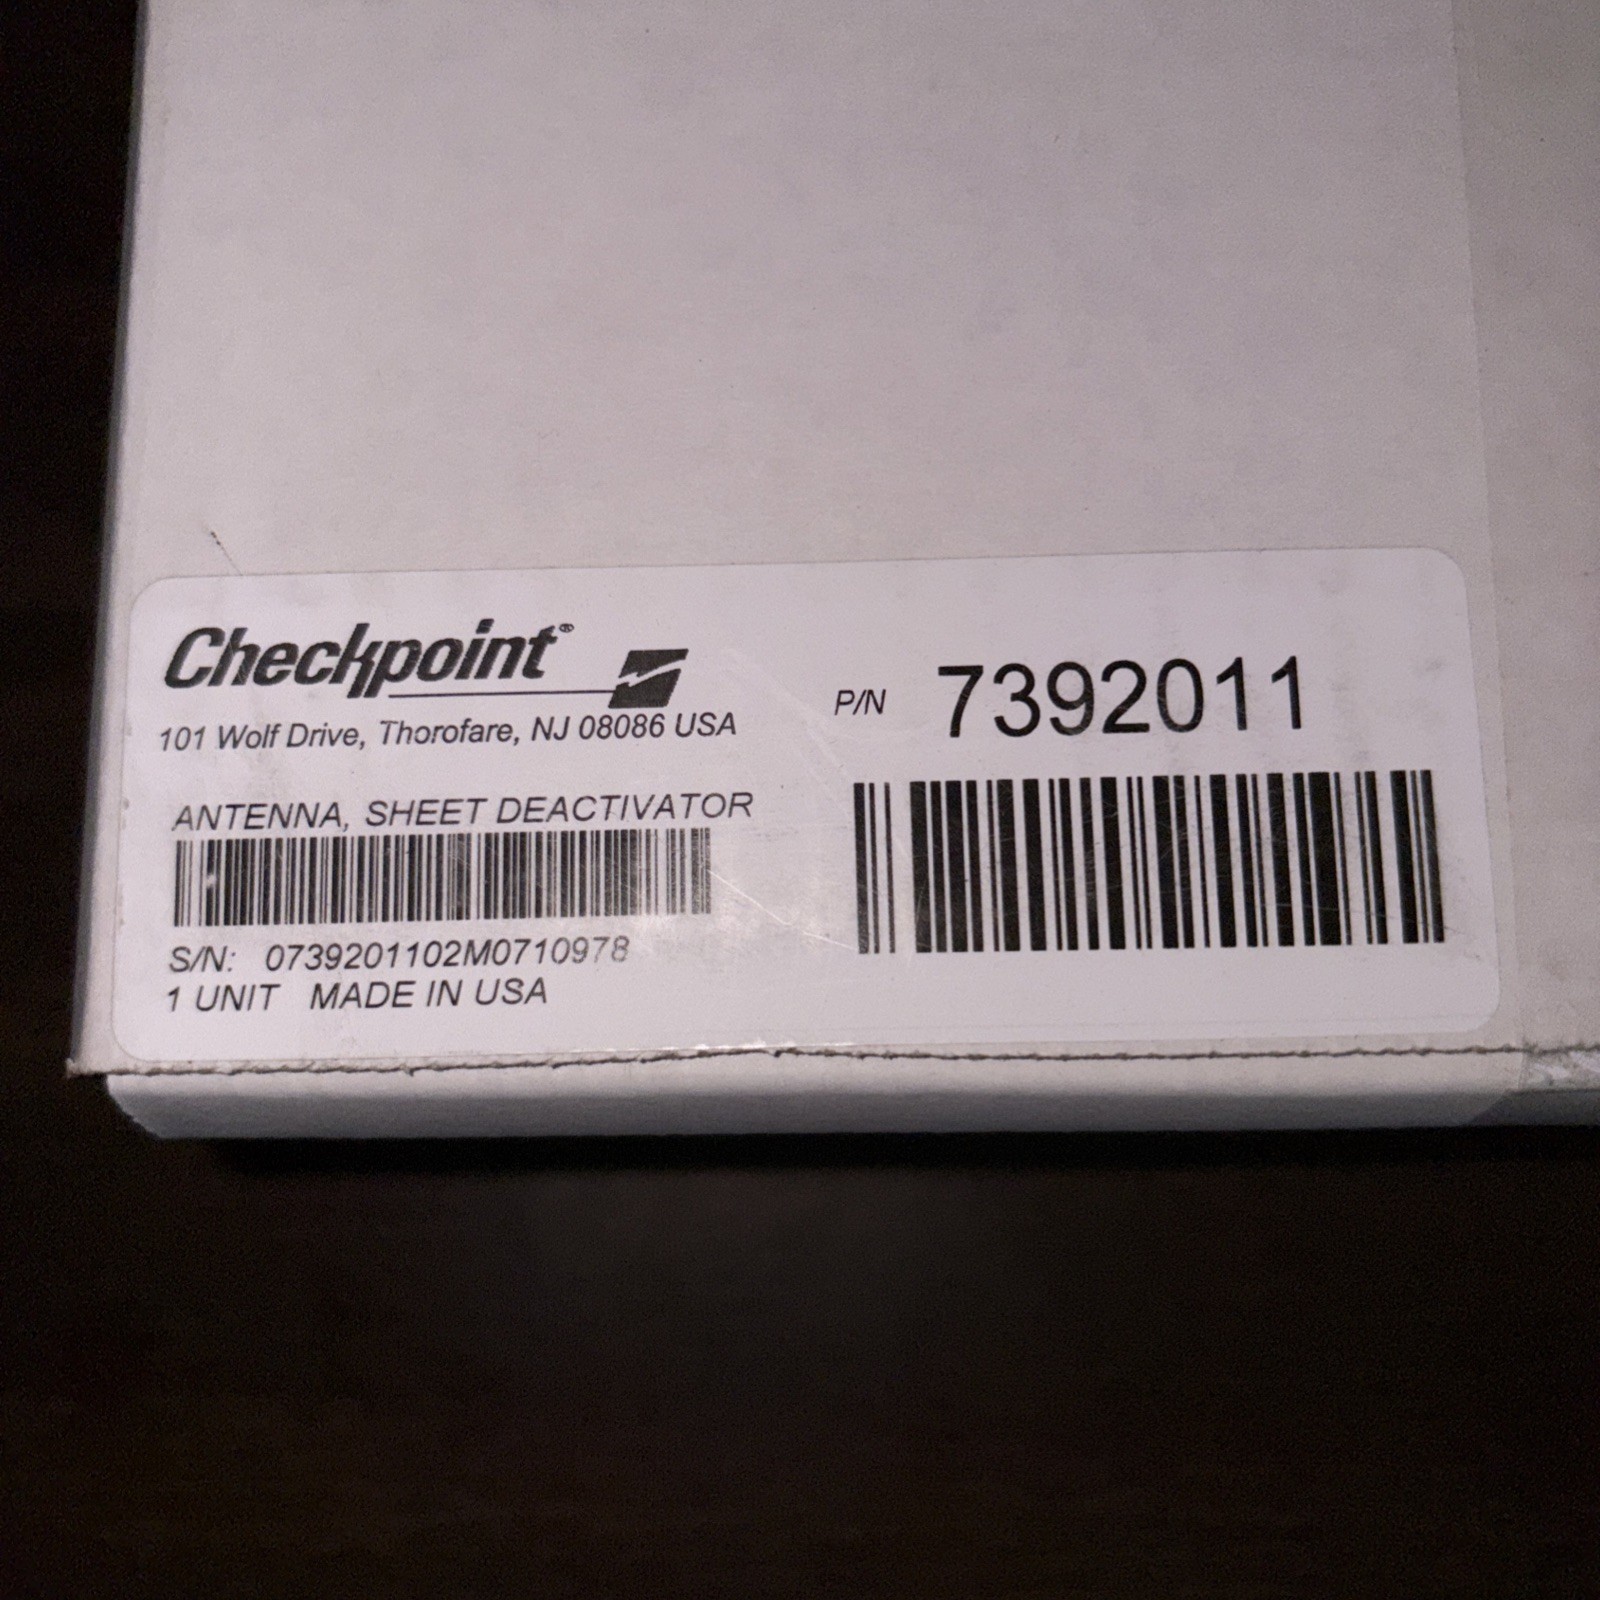 Checkpoint®
101 Wolf Drive, Thorofare, NJ 08086 USA
P/N 7392011
ANTENNA, SHEET DEACTIVATOR
S/N: 0739201102M0710978
1 UNIT MADE IN USA